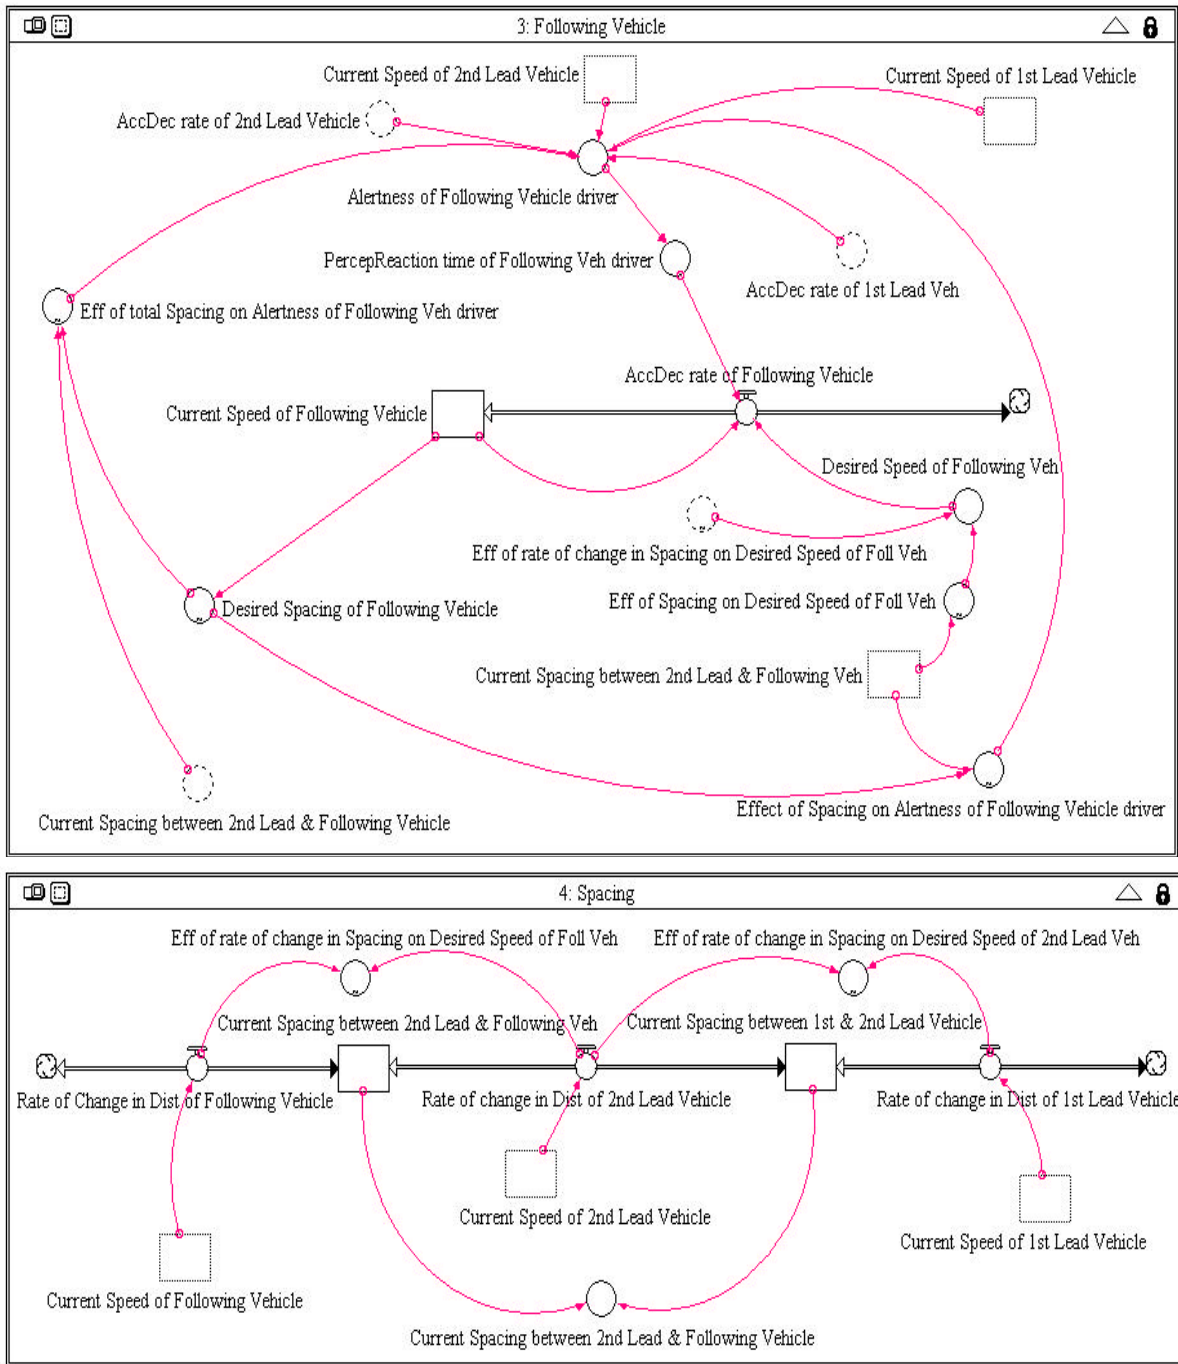 3: Following Vehicle
Current Speed of 2nd Lead Vehicle
Current Speed of 1st Lead Vehicle
AccDec rate of 2nd Lead Vehicle
Alertness of Following Vehicle driver
PercepReaction time of Following Veh driver
AccDec rate of 1st Lead Veh
Eff of total Spacing on Alertness of Following Veh driver
AccDec rate of Following Vehicle
Current Speed of Following Vehicle
Desired Speed of Following Veh
Eff of rate of change in Spacing on Desired Speed of Foll Veh
Eff of Spacing on Desired Speed of Foll Veh
Desired Spacing of Following Vehicle
Current Spacing between 2nd Lead & Following Veh
Effect of Spacing on Alertness of Following Vehicle driver
Current Spacing between 2nd Lead & Following Vehicle
4: Spacing
Eff of rate of change in Spacing on Desired Speed of Foll Veh
Eff of rate of change in Spacing on Desired Speed of 2nd Lead Veh
Current Spacing between 2nd Lead & Following Veh
Current Spacing between 1st & 2nd Lead Vehicle
Rate of Change in Dist of Following Vehicle
Rate of change in Dist of 2nd Lead Vehicle
Rate of change in Dist of 1st Lead Vehicle
Current Speed of 2nd Lead Vehicle
Current Speed of 1st Lead Vehicle
Current Speed of Following Vehicle
Current Spacing between 2nd Lead & Following Vehicle